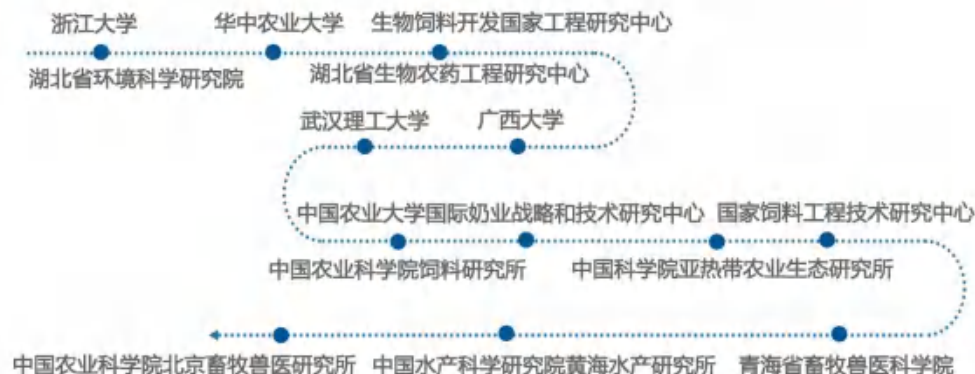 浙江大学 华中农业大学 生物饲料开发国家工程研究中心
湖北省环境科学研究院 湖北省生物农药工程研究中心
武汉理工大学 广西大学
中国农业大学国际奶业战略和技术研究中心 国家饲料工程技术研究中心
中国农业科学院饲料研究所 中国科学院亚热带农业生态研究所
中国农业科学院北京畜牧兽医研究所 中国水产科学研究院黄海水产研究所 青海省畜牧兽医科学院